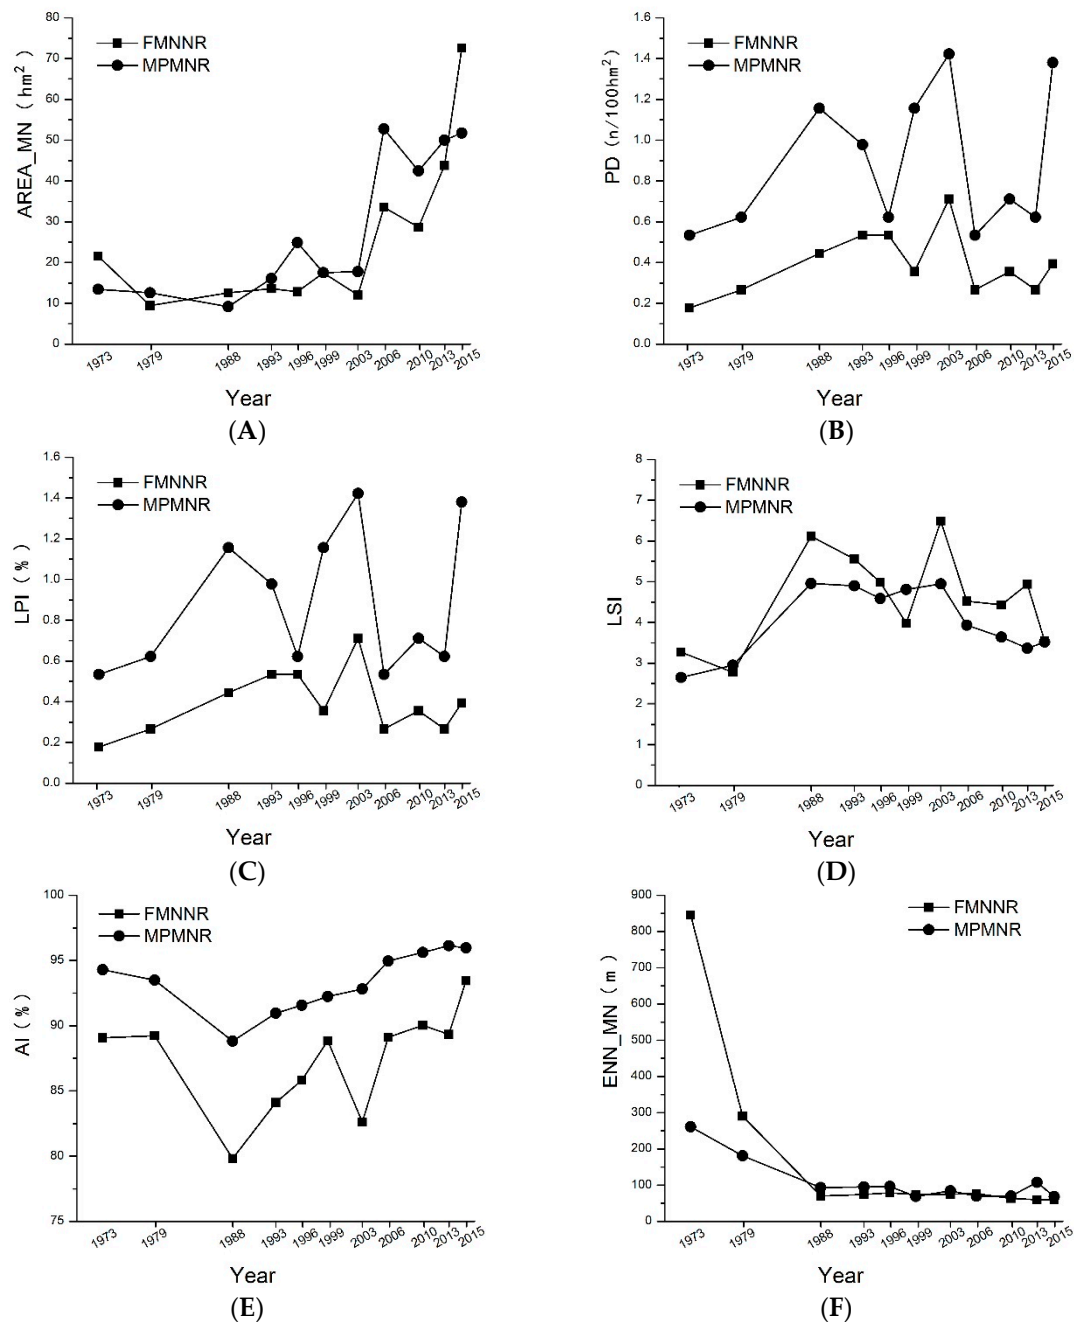 AREA_MN ( hm² )
80
70
60
50
40
30
20
10
0
FMNNR
MPMNR
1973 1979 1988 1993 1996 1999 2003 2006 2010 2013 2015
Year
(A)
PD (n/100hm²)
1.6
1.4
1.2
1.0
0.8
0.6
0.4
0.2
0.0
FMNNR
MPMNR
1973 1979 1988 1993 1996 1999 2003 2006 2010 2013 2015
Year
(B)
LPI ( % )
1.6
1.4
1.2
1.0
0.8
0.6
0.4
0.2
0.0
FMNNR
MPMNR
1973 1979 1988 1993 1996 1999 2003 2006 2010 2013 2015
Year
(C)
LSI
8
7
6
5
4
3
2
1
0
FMNNR
MPMNR
1973 1979 1988 1993 1996 1999 2003 2006 2010 2013 2015
Year
(D)
AI ( % )
100
95
90
85
80
75
FMNNR
MPMNR
1973 1979 1988 1993 1996 1999 2003 2006 2010 2013 2015
Year
(E)
ENN_MN ( m )
900
800
700
600
500
400
300
200
100
0
FMNNR
MPMNR
1973 1979 1988 1993 1996 1999 2003 2006 2010 2013 2015
Year
(F)